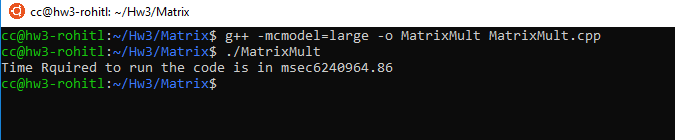 cc@hw3-rohitl: ~/Hw3/Matrix
cc@hw3-rohitl:~/Hw3/Matrix$ g++ -mcmodel=large -o MatrixMult MatrixMult.cpp
cc@hw3-rohitl:~/Hw3/Matrix$ ./MatrixMult
Time Rquired to run the code is in msec6240964.86
cc@hw3-rohitl:~/Hw3/Matrix$